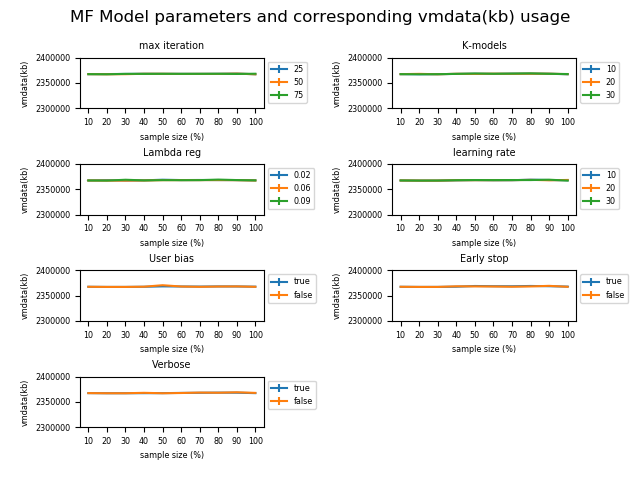 MF Model parameters and corresponding vmdata(kb) usage
max iteration
vmdata(kb)
2400000
2350000
2300000
10 20 30 40 50 60 70 80 90 100
sample size (%)
25
50
75
K-models
vmdata(kb)
2400000
2350000
2300000
10 20 30 40 50 60 70 80 90 100
sample size (%)
10
20
30
Lambda reg
vmdata(kb)
2400000
2350000
2300000
10 20 30 40 50 60 70 80 90 100
sample size (%)
0.02
0.06
0.09
learning rate
vmdata(kb)
2400000
2350000
2300000
10 20 30 40 50 60 70 80 90 100
sample size (%)
10
20
30
User bias
vmdata(kb)
2400000
2350000
2300000
10 20 30 40 50 60 70 80 90 100
sample size (%)
true
false
Early stop
vmdata(kb)
2400000
2350000
2300000
10 20 30 40 50 60 70 80 90 100
sample size (%)
true
false
Verbose
vmdata(kb)
2400000
2350000
2300000
10 20 30 40 50 60 70 80 90 100
sample size (%)
true
false